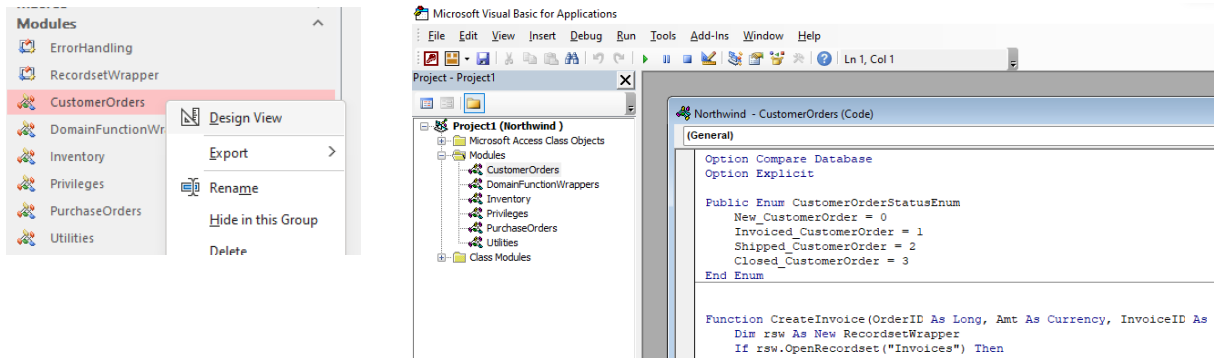 Modules
ErrorHandling
RecordsetWrapper
CustomerOrders
DomainFunctionWr
Inventory
Privileges
PurchaseOrders
Utilities
Design View
Export
Rename
Hide in this Group
Delete
Microsoft Visual Basic for Applications
File Edit View Insert Debug Run Tools Add-Ins Window Help
Ln 1, Col 1
Project - Project1
Project1 (Northwind )
Microsoft Access Class Objects
Modules
CustomerOrders
DomainFunctionWrappers
Inventory
Privileges
PurchaseOrders
Utilities
Class Modules
Northwind - CustomerOrders (Code)
(General)
Option Compare Database
Option Explicit
Public Enum CustomerOrderStatusEnum
New_CustomerOrder = 0
Invoiced_CustomerOrder = 1
Shipped_CustomerOrder = 2
Closed_CustomerOrder = 3
End Enum
Function CreateInvoice(OrderID As Long, Amt As Currency, InvoiceID As
Dim rsw As New RecordsetWrapper
If rsw.OpenRecordset("Invoices") Then